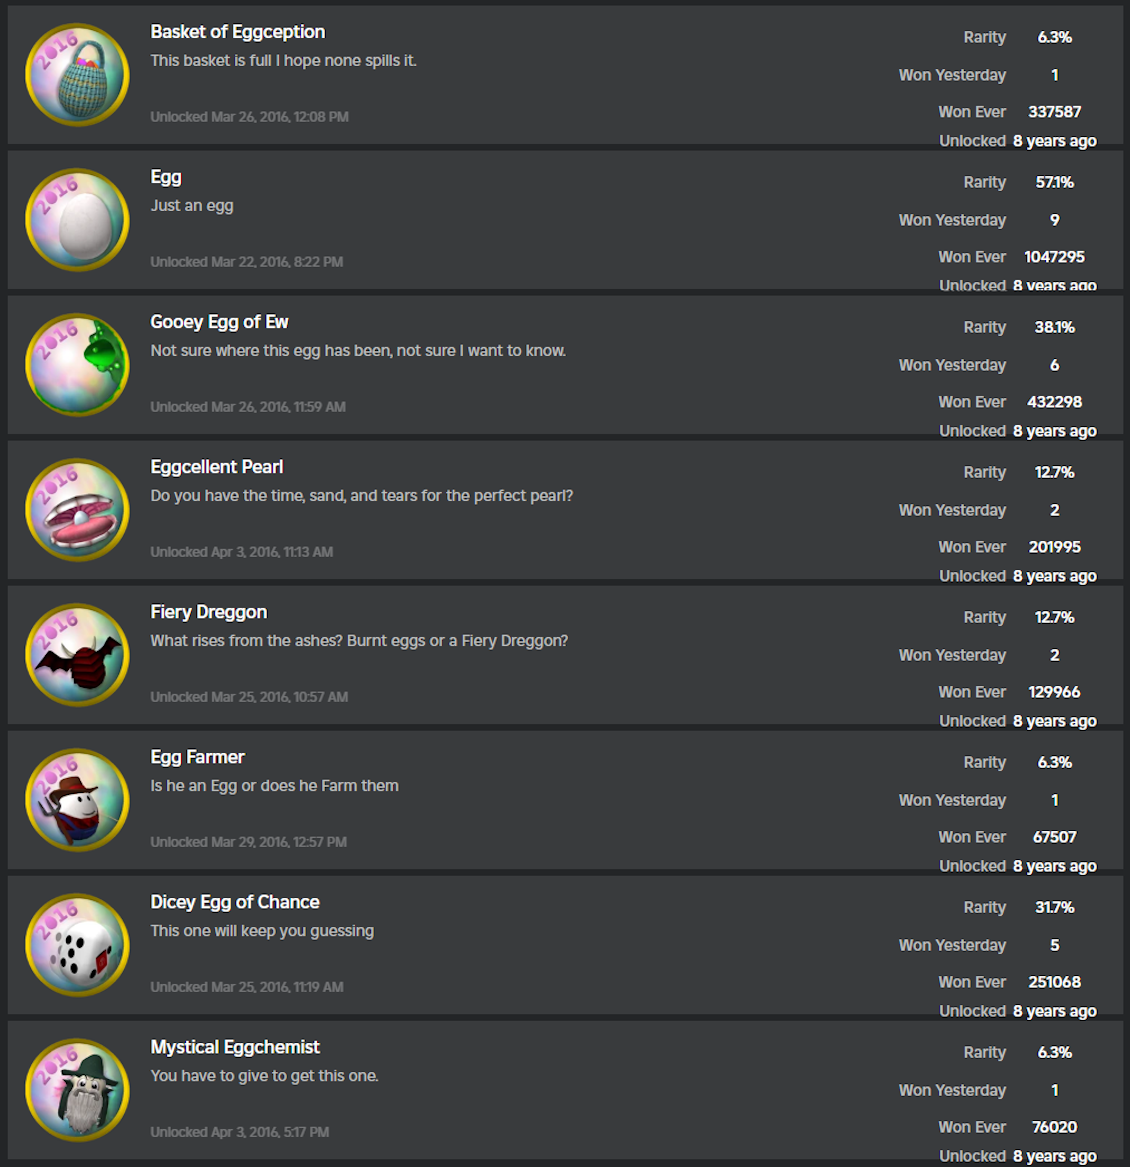 2016
Basket of Eggception
This basket is full I hope none spills it.
Unlocked Mar 26, 2016, 12:08 PM
Rarity 6.3%
Won Yesterday 1
Won Ever 337587
Unlocked 8 years ago
2016
Egg
Just an egg
Unlocked Mar 22, 2016, 8:22 PM
Rarity 57.1%
Won Yesterday 9
Won Ever 1047295
Unlocked 8 years ago
2016
Gooey Egg of Ew
Not sure where this egg has been, not sure I want to know.
Unlocked Mar 26, 2016, 11:59 AM
Rarity 38.1%
Won Yesterday 6
Won Ever 432298
Unlocked 8 years ago
2016
Eggcellent Pearl
Do you have the time, sand, and tears for the perfect pearl?
Unlocked Apr 3, 2016, 11:13 AM
Rarity 12.7%
Won Yesterday 2
Won Ever 201995
Unlocked 8 years ago
2016
Fiery Dreggon
What rises from the ashes? Burnt eggs or a Fiery Dreggon?
Unlocked Mar 25, 2016, 10:57 AM
Rarity 12.7%
Won Yesterday 2
Won Ever 129966
Unlocked 8 years ago
2016
Egg Farmer
Is he an Egg or does he Farm them
Unlocked Mar 29, 2016, 12:57 PM
Rarity 6.3%
Won Yesterday 1
Won Ever 67507
Unlocked 8 years ago
2016
Dicey Egg of Chance
This one will keep you guessing
Unlocked Mar 25, 2016, 11:19 AM
Rarity 31.7%
Won Yesterday 5
Won Ever 251068
Unlocked 8 years ago
2016
Mystical Eggchemist
You have to give to get this one.
Unlocked Apr 3, 2016, 5:17 PM
Rarity 6.3%
Won Yesterday 1
Won Ever 76020
Unlocked 8 years ago